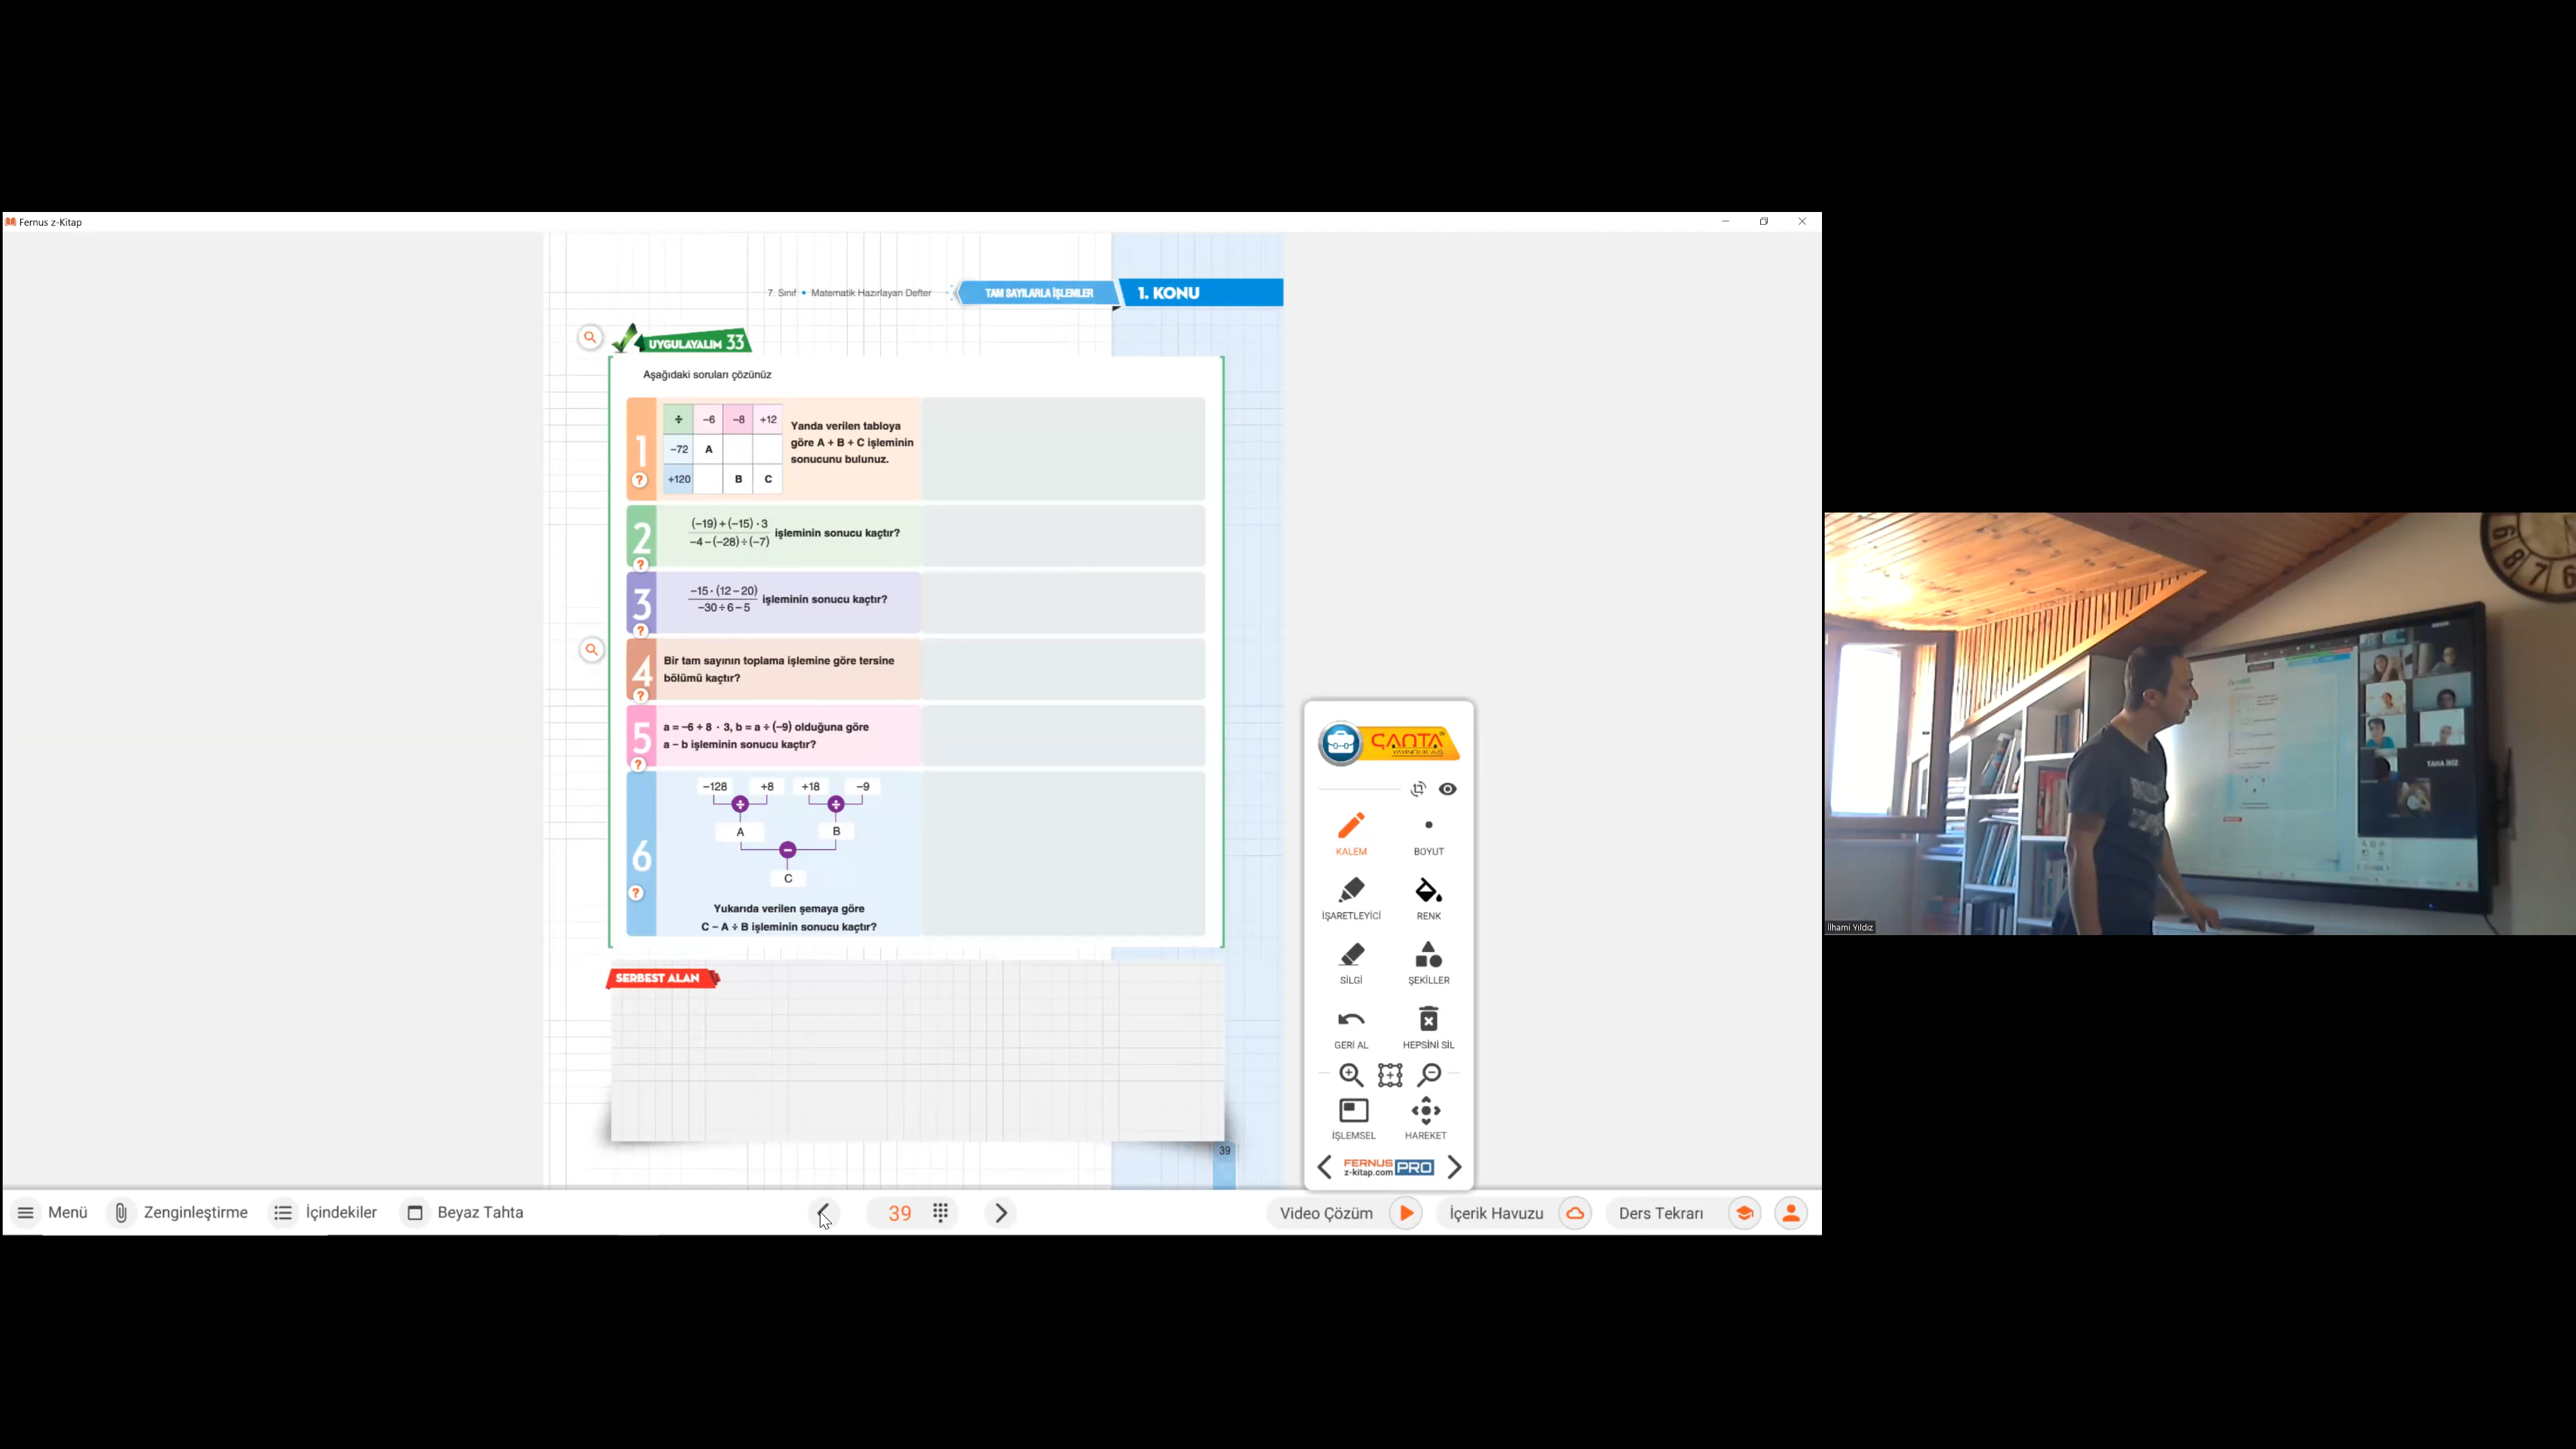 Fernus z-Kitap
7. Sınıf • Matematik Hazırlayan Defter
TAM SAYILARLA İŞLEMLER
1. KONU
UYGULAYALIM 33
Aşağıdaki soruları çözünüz
1
÷ −6 −8 +12
−72 A
+120 B C
Yanda verilen tabloya
göre A + B + C işleminin
sonucunu bulunuz.
?
2
(−19) + (−15) · 3
−4 − (−28) ÷ (−7)
işleminin sonucu kaçtır?
?
3
−15 · (12 − 20)
−30 ÷ 6 − 5
işleminin sonucu kaçtır?
?
4
Bir tam sayının toplama işlemine göre tersine
bölümü kaçtır?
?
5
a = −6 + 8 · 3, b = a ÷ (−9) olduğuna göre
a − b işleminin sonucu kaçtır?
?
6
−128 +8 +18 −9
÷ ÷
A B
−
C
?
Yukarıda verilen şemaya göre
C − A ÷ B işleminin sonucu kaçtır?
SERBEST ALAN
39
ÇANTA
YAYINCILIK A.Ş.
KALEM BOYUT
İŞARETLEYİCİ RENK
SİLGİ ŞEKİLLER
GERİ AL HEPSİNİ SİL
İŞLEMSEL HAREKET
FERNUS
z-kitap.com
PRO
Menü Zenginleştirme İçindekiler Beyaz Tahta 39 Video Çözüm İçerik Havuzu Ders Tekrarı
İlhami Yıldız
6
7
8
9